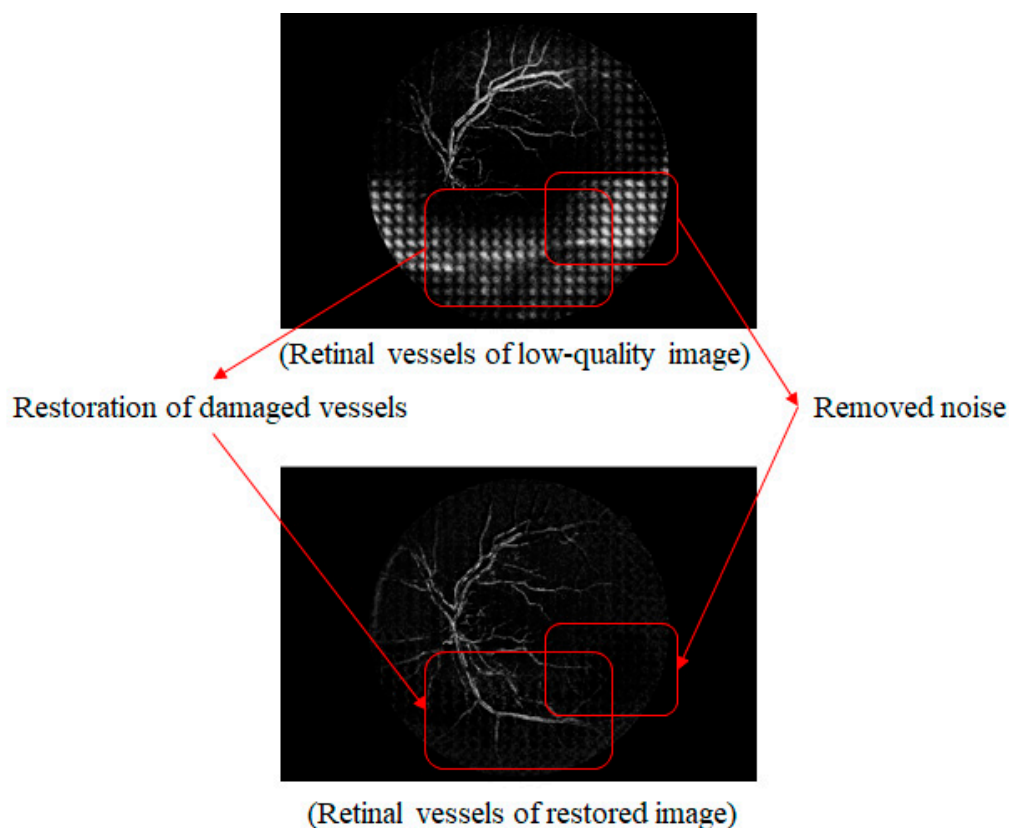 (Retinal vessels of low-quality image)
Restoration of damaged vessels
Removed noise
(Retinal vessels of restored image)